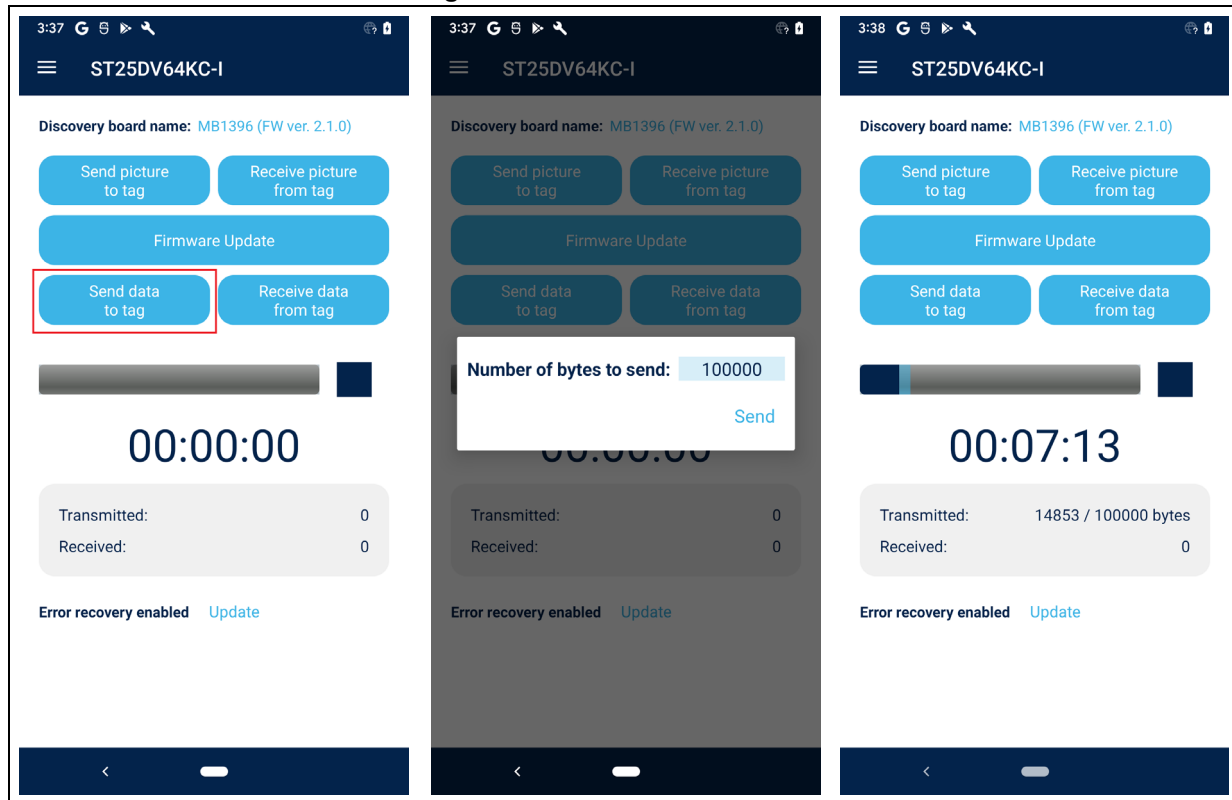 3:37
ST25DV64KC-I
Discovery board name: MB1396 (FW ver. 2.1.0)
Send picture
to tag
Receive picture
from tag
Firmware Update
Send data
to tag
Receive data
from tag
00:00:00
Transmitted: 0
Received: 0
Error recovery enabled Update
3:37
ST25DV64KC-I
Discovery board name: MB1396 (FW ver. 2.1.0)
Send picture
to tag
Receive picture
from tag
Firmware Update
Send data
to tag
Receive data
from tag
Number of bytes to send: 100000
Send
00:00:00
Transmitted: 0
Received: 0
Error recovery enabled Update
3:38
ST25DV64KC-I
Discovery board name: MB1396 (FW ver. 2.1.0)
Send picture
to tag
Receive picture
from tag
Firmware Update
Send data
to tag
Receive data
from tag
00:07:13
Transmitted: 14853 / 100000 bytes
Received: 0
Error recovery enabled Update